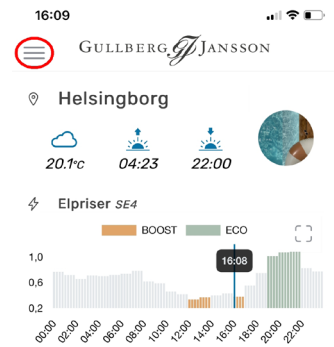 16:09
GULLBERG & JANSSON
Helsingborg
20.1°C 04:23 22:00
Elpriser SE4
BOOST ECO
16:08
1,0
0,6
0,2
00:00 02:00 04:00 06:00 08:00 10:00 12:00 14:00 16:00 18:00 20:00 22:00